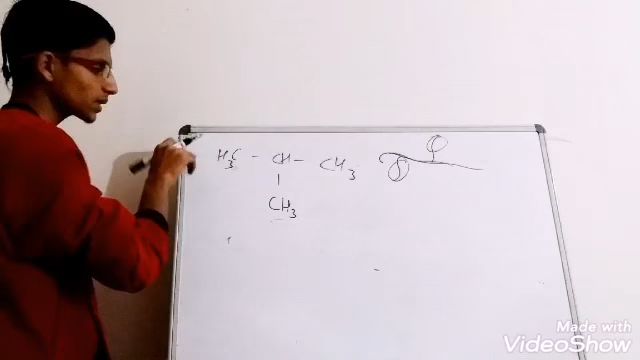 H3C - CH - CH3
|
CH3
Made with
VideoShow